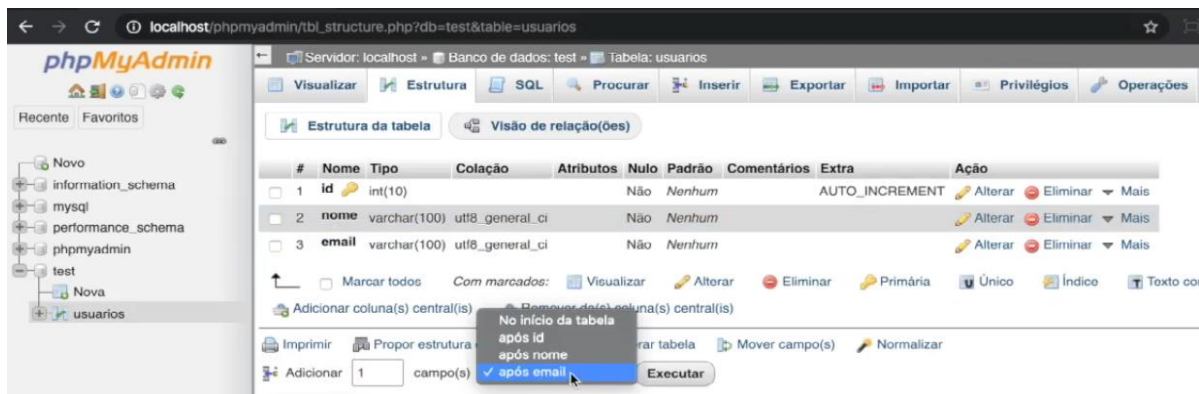 localhost/phpmyadmin/tbl_structure.php?db=test&table=usuarios
phpMyAdmin
Recente Favoritos
Novo
information_schema
mysql
performance_schema
phpmyadmin
test
Nova
usuarios
Servidor: localhost » Banco de dados: test » Tabela: usuarios
Visualizar Estrutura SQL Procurar Inserir Exportar Importar Privilégios Operações
Estrutura da tabela Visão de relação(ões)
# Nome Tipo Colação Atributos Nulo Padrão Comentários Extra Ação
1 id int(10) Não Nenhum AUTO_INCREMENT Alterar Eliminar Mais
2 nome varchar(100) utf8_general_ci Não Nenhum Alterar Eliminar Mais
3 email varchar(100) utf8_general_ci Não Nenhum Alterar Eliminar Mais
Marcar todos Com marcados: Visualizar Alterar Eliminar Primária Único Índice Texto
Adicionar coluna(s) central(is) central(is)
No início da tabela
após id
após nome
✓ após email
Imprimir Propor estrutura tabela Mover campo(s) Normalizar
Adicionar 1 campo(s) Executar